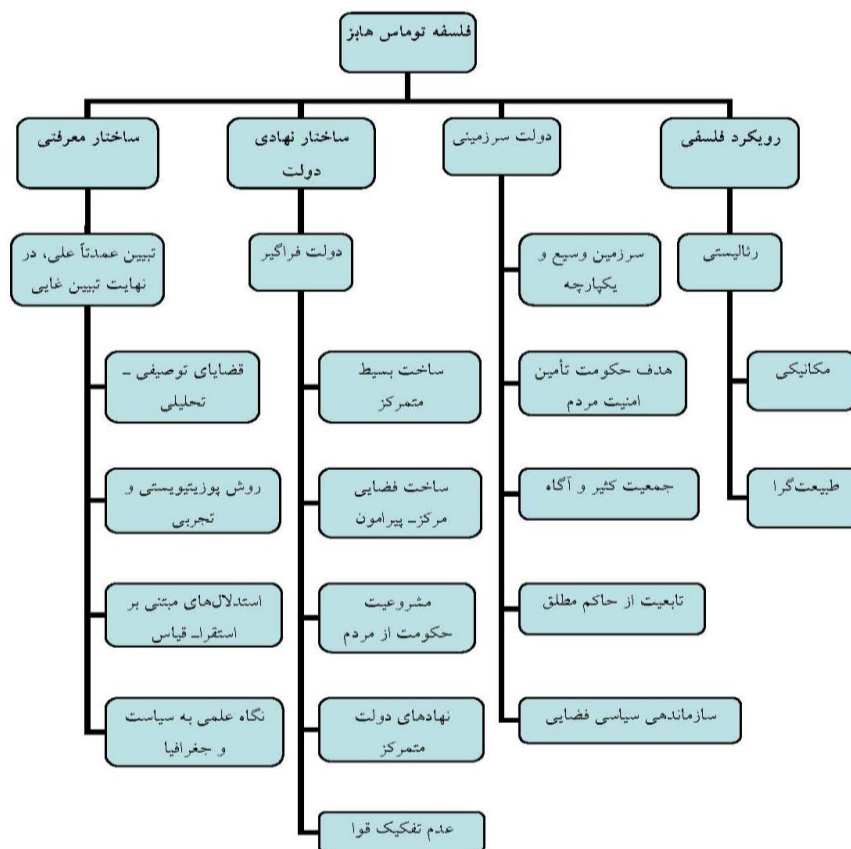 فلسفه توماس هابز
رویکرد فلسفی
رئالیستی
مکانیکی
طبیعت‌گرا
دولت سرزمینی
سرزمین وسیع و
یکپارچه
هدف حکومت تأمین
امنیت مردم
جمعیت کثیر و آگاه
تابعیت از حاکم مطلق
سازماندهی سیاسی فضایی
ساختار نهادی
دولت
دولت فراگیر
ساخت بسیط
متمرکز
ساخت فضایی
مرکز- پیرامون
مشروعیت
حکومت از مردم
نهادهای دولت
متمرکز
عدم تفکیک قوا
ساختار معرفتی
تبیین عمدتاً علی، در
نهایت تبیین غایی
قضایای توصیفی –
تحلیلی
روش پوزیتیویستی و
تجربی
استدلال‌های مبتنی بر
استقرا- قیاس
نگاه علمی به سیاست
و جغرافیا